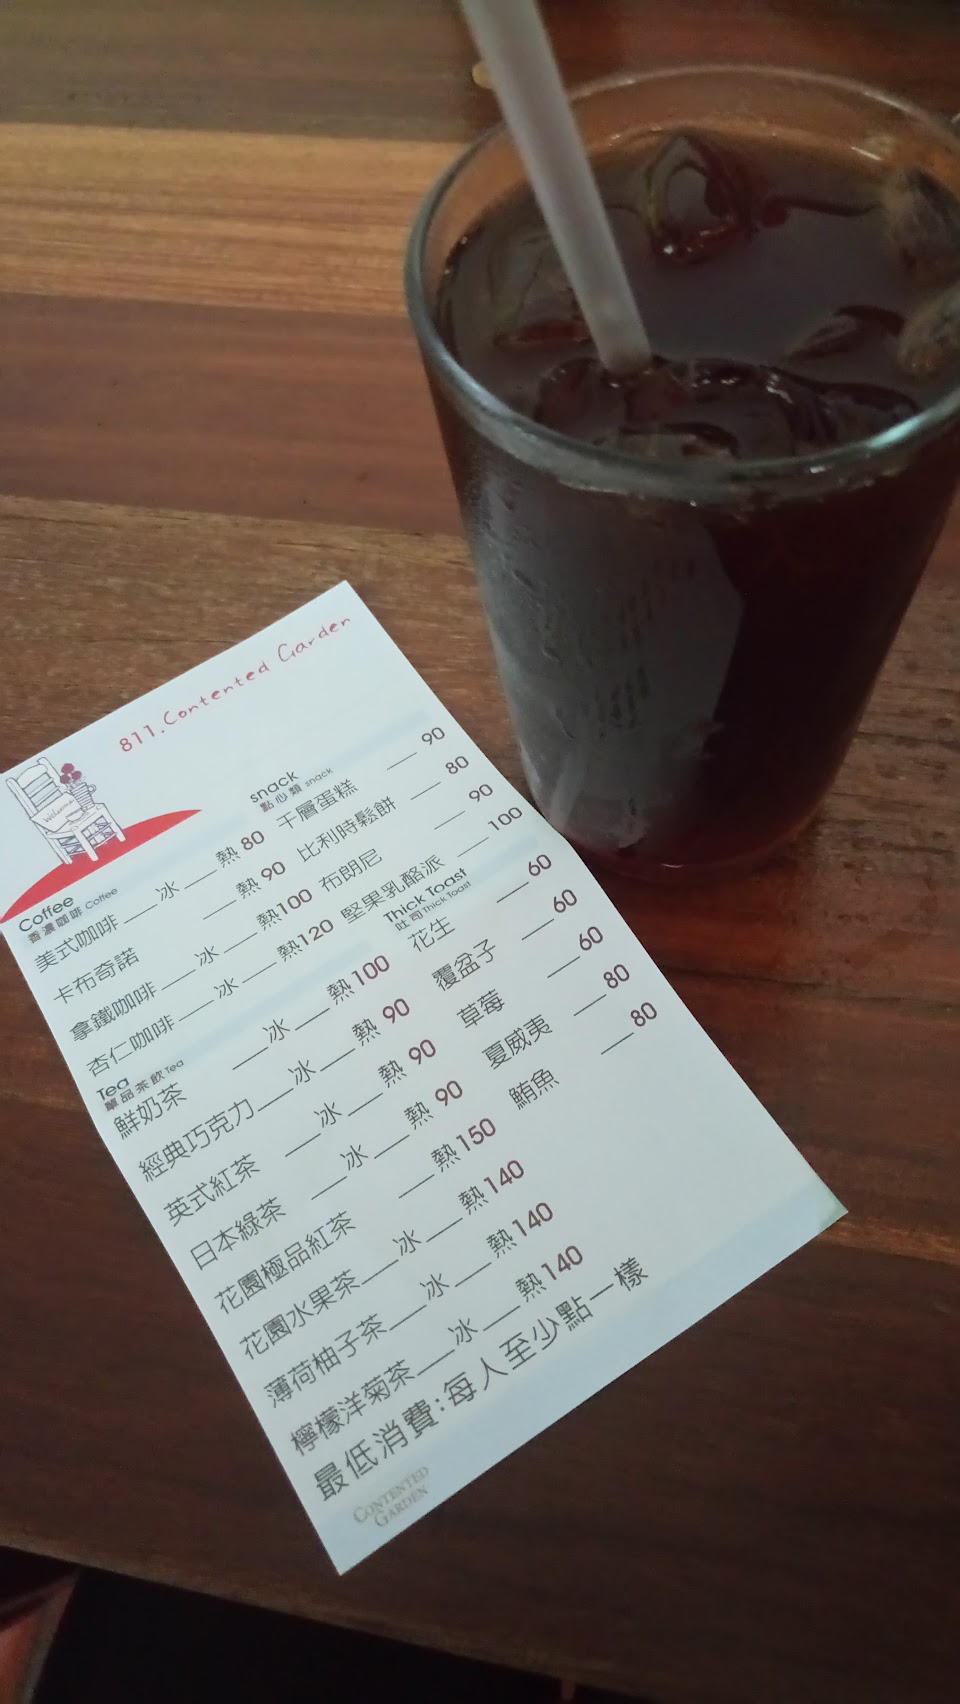 811.Contented Garden
Welcome
Coffee
香濃咖啡 Coffee
美式咖啡 — 冰 — 熱 80
卡布奇諾 — 熱 90
拿鐵咖啡 — 冰 — 熱100
杏仁咖啡 — 冰 — 熱120
Tea
單品茶飲 Tea
鮮奶茶 — 冰 — 熱100
經典巧克力 — 冰 — 熱 90
英式紅茶 — 冰 — 熱 90
日本綠茶 — 冰 — 熱 90
花園極品紅茶 — 熱150
花園水果茶 — 冰 — 熱140
薄荷柚子茶 — 冰 — 熱140
檸檬洋菊茶 — 冰 — 熱140
snack
點心類 snack
千層蛋糕 — 90
比利時鬆餅 — 80
布朗尼 — 90
堅果乳酪派 — 100
Thick Toast
吐司 Thick Toast
花生 — 60
覆盆子 — 60
草莓 — 60
夏威夷 — 80
鮪魚 — 80
最低消費:每人至少點一樣
CONTENTED
GARDEN